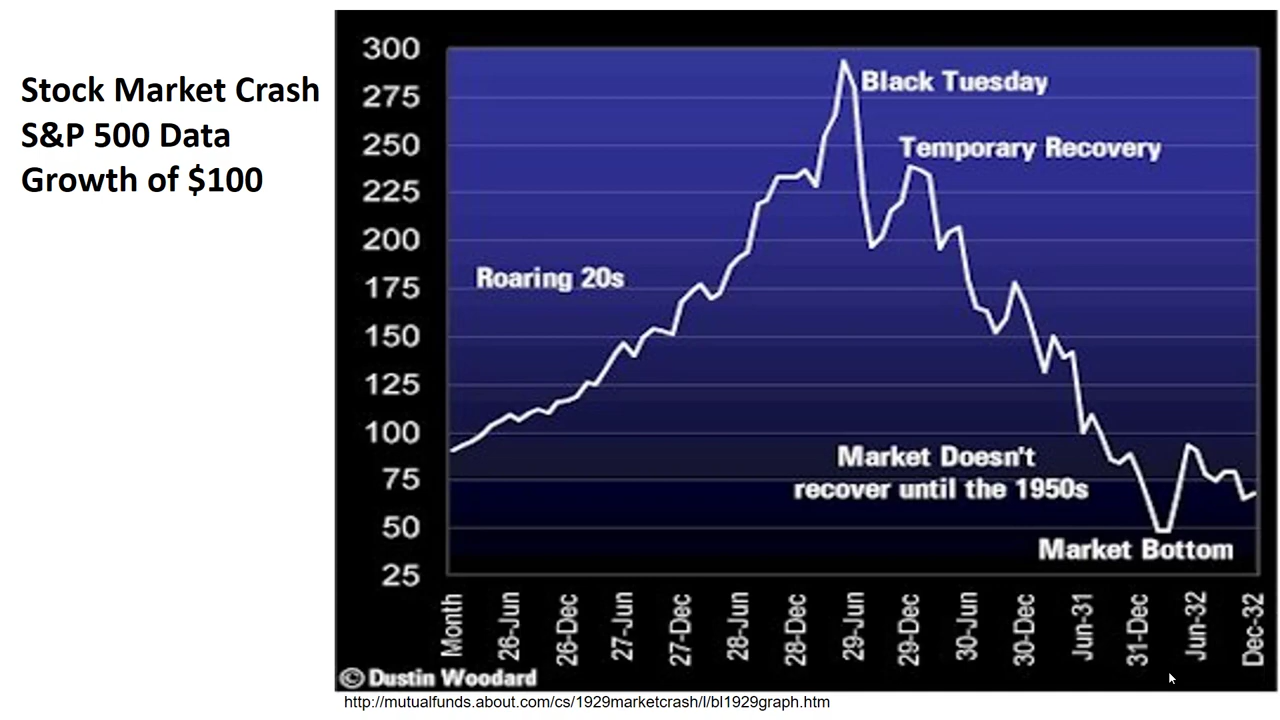 Stock Market Crash
S&P 500 Data
Growth of $100
300
275
250
225
200
175
150
125
100
75
50
25
Black Tuesday
Temporary Recovery
Roaring 20s
Market Doesn't
recover until the 1950s
Market Bottom
Month
26-Jun
26-Dec
27-Jun
27-Dec
28-Jun
28-Dec
29-Jun
29-Dec
30-Jun
30-Dec
Jun-31
31-Dec
Jun-32
Dec-32
© Dustin Woodard
http://mutualfunds.about.com/cs/1929marketcrash/l/bl1929graph.htm